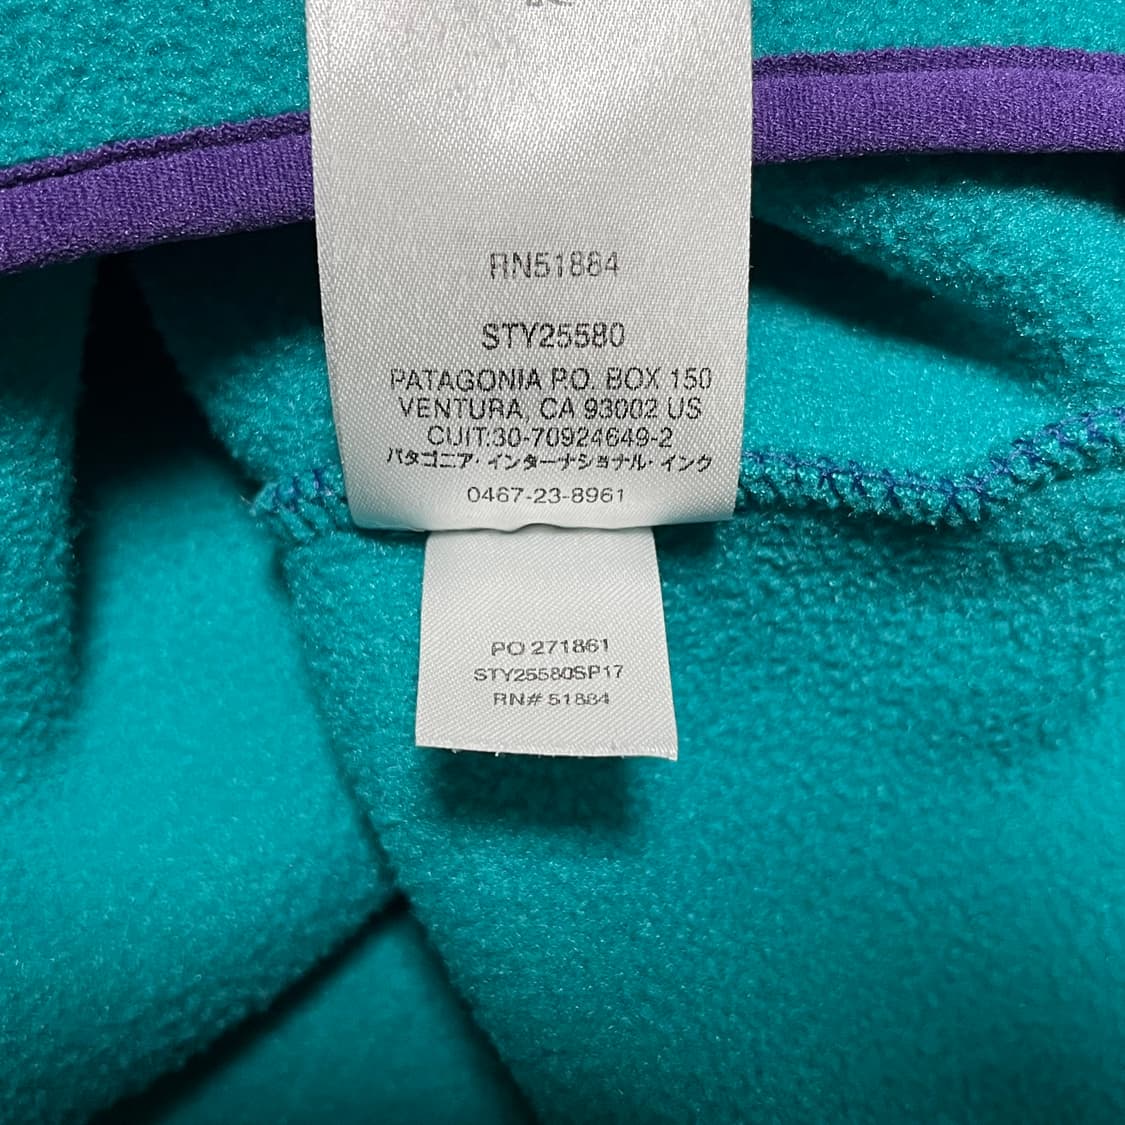 RN51884
STY25580
PATAGONIA P.O. BOX 150
VENTURA, CA 93002 US
CUIT:30-70924649-2
パタゴニア・インターナショナル・インク
0467-23-8961
PO 271861
STY25580SP17
RN# 51884